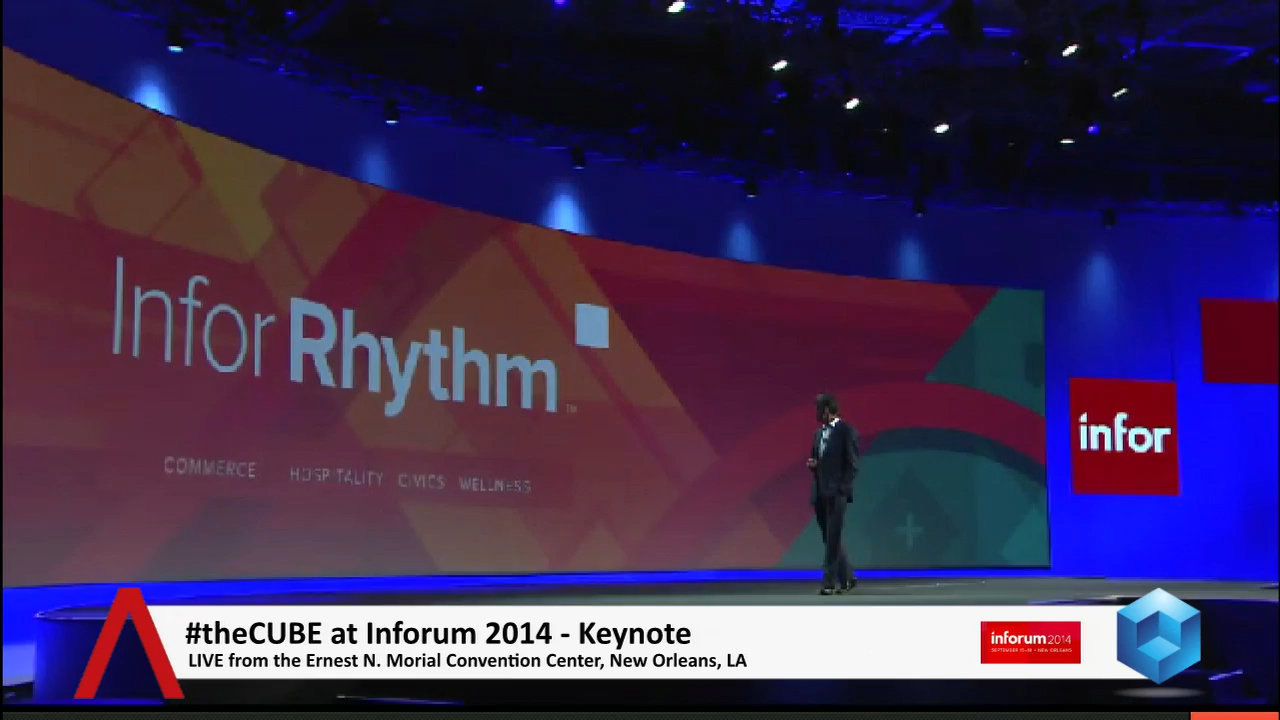 Infor Rhythm ™
COMMERCE HOSPITALITY CIVICS WELLNESS
infor
#theCUBE at Inforum 2014 - Keynote
LIVE from the Ernest N. Morial Convention Center, New Orleans, LA
inforum2014